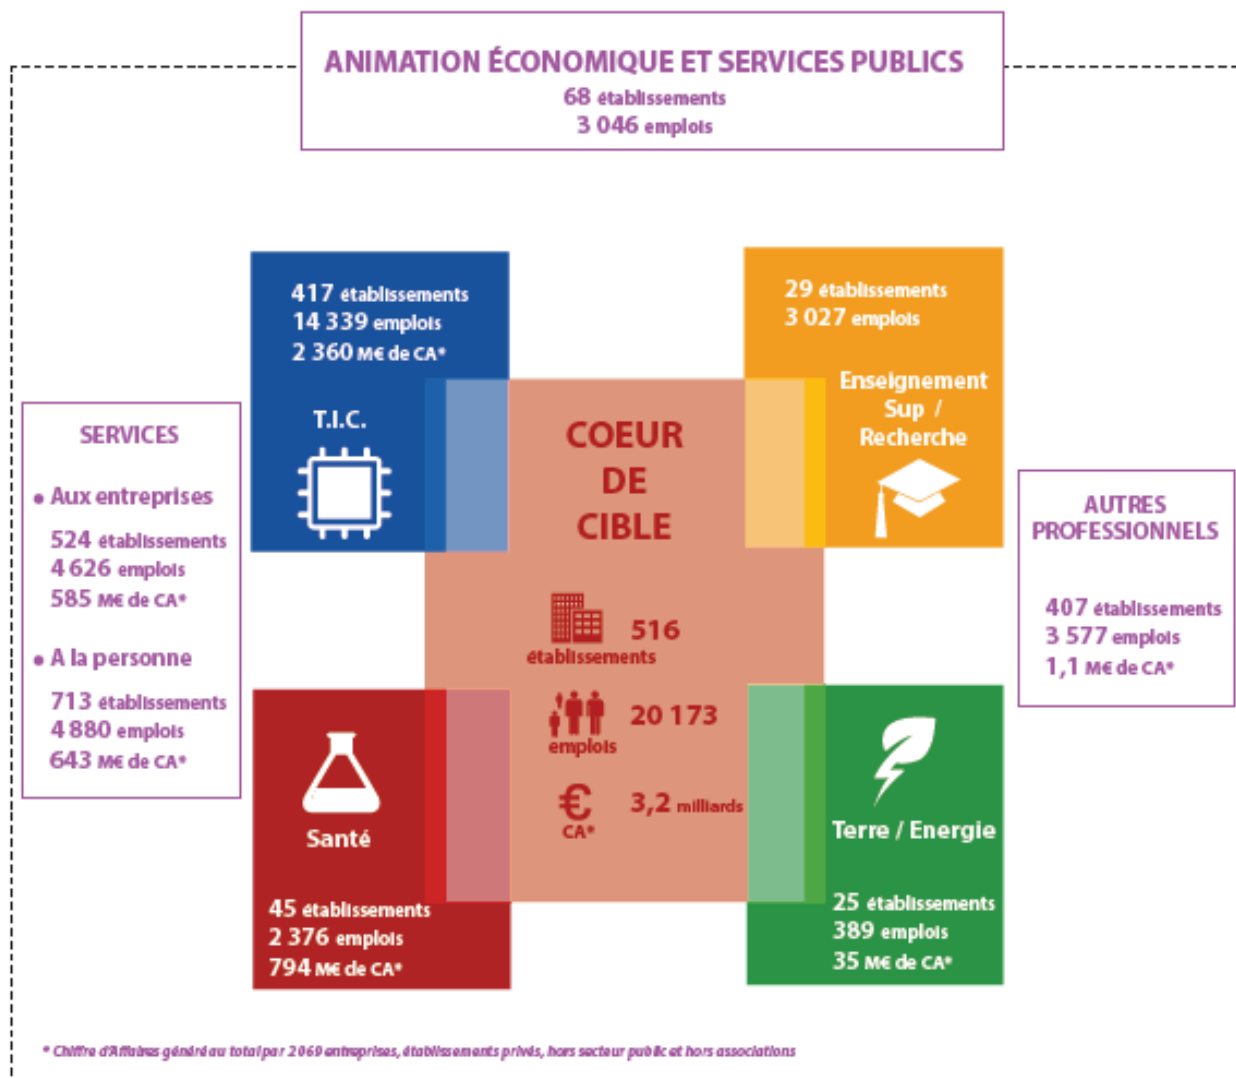 ANIMATION ÉCONOMIQUE ET SERVICES PUBLICS
68 établissements
3 046 emplois
417 établissements
14 339 emplois
2 360 M€ de CA*
T.I.C.
29 établissements
3 027 emplois
Enseignement
Sup /
Recherche
SERVICES
• Aux entreprises
524 établissements
4 626 emplois
585 M€ de CA*
• A la personne
713 établissements
4 880 emplois
643 M€ de CA*
COEUR
DE
CIBLE
516
établissements
20 173
emplois
€
CA*
3,2 milliards
AUTRES
PROFESSIONNELS
407 établissements
3 577 emplois
1,1 M€ de CA*
Santé
45 établissements
2 376 emplois
794 M€ de CA*
Terre / Energie
25 établissements
389 emplois
35 M€ de CA*
* Chiffre d'Affaires généré au total par 2069 entreprises, établissements privés, hors secteur public et hors associations